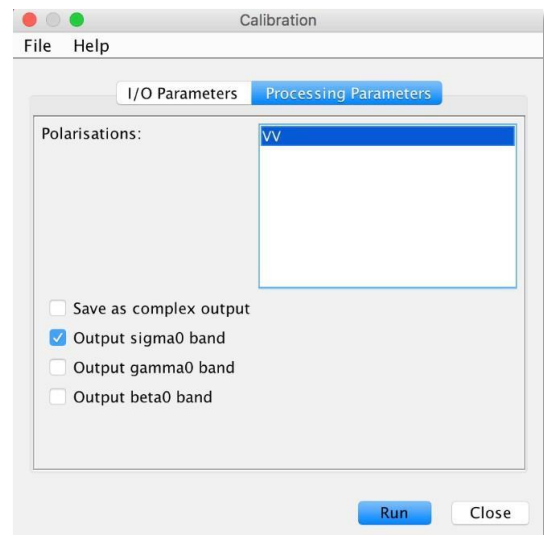 Calibration
File Help
I/O Parameters Processing Parameters
Polarisations: VV
Save as complex output
Output sigma0 band
Output gamma0 band
Output beta0 band
Run Close